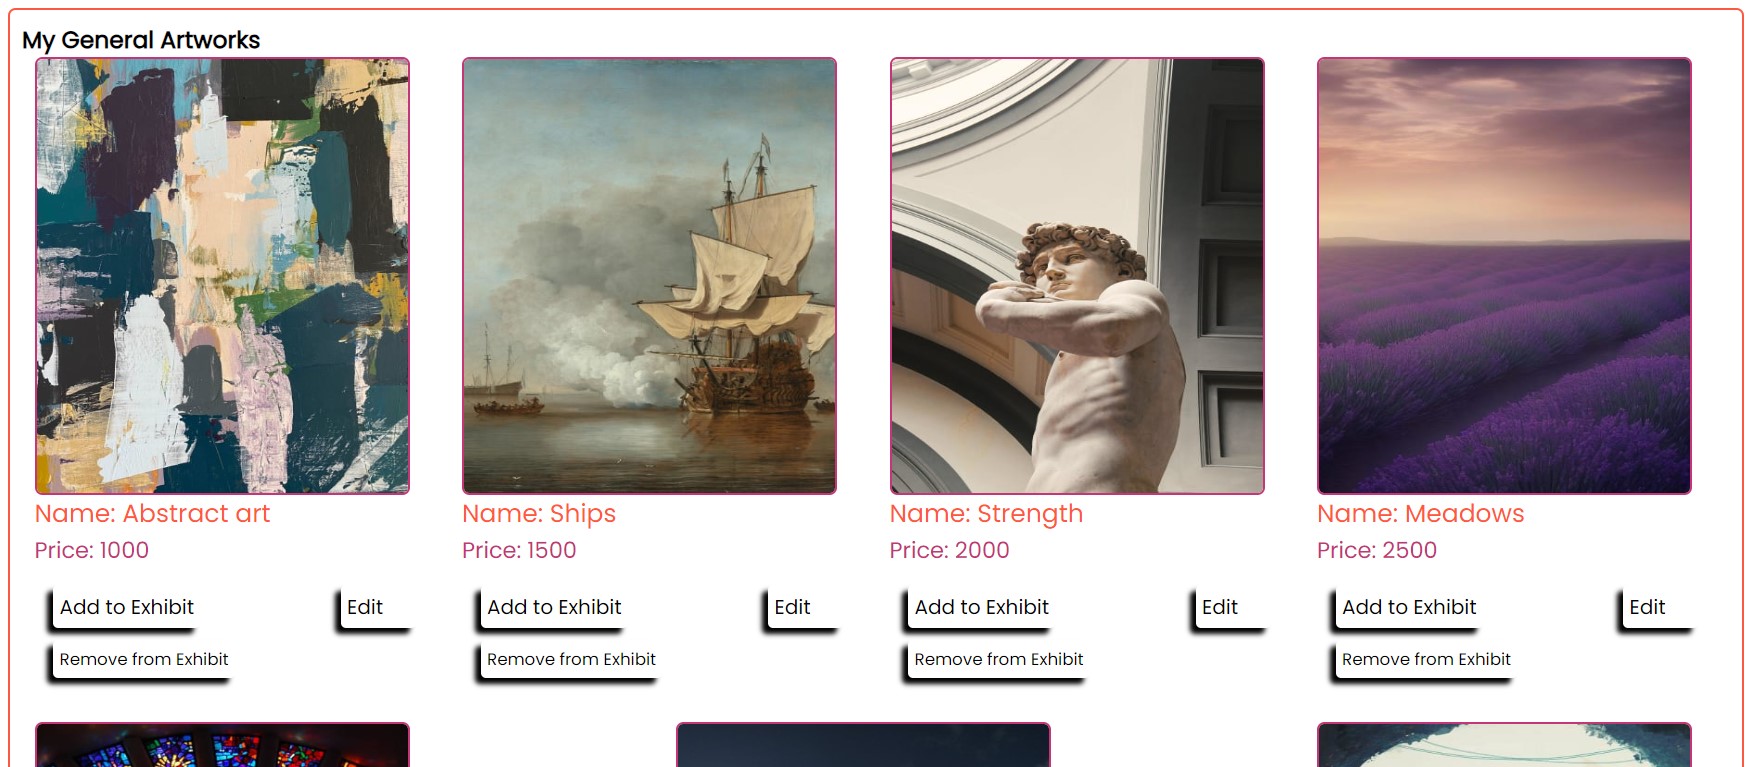 My General Artworks
Name: Abstract art
Price: 1000
Add to Exhibit
Edit
Remove from Exhibit
Name: Ships
Price: 1500
Add to Exhibit
Edit
Remove from Exhibit
Name: Strength
Price: 2000
Add to Exhibit
Edit
Remove from Exhibit
Name: Meadows
Price: 2500
Add to Exhibit
Edit
Remove from Exhibit